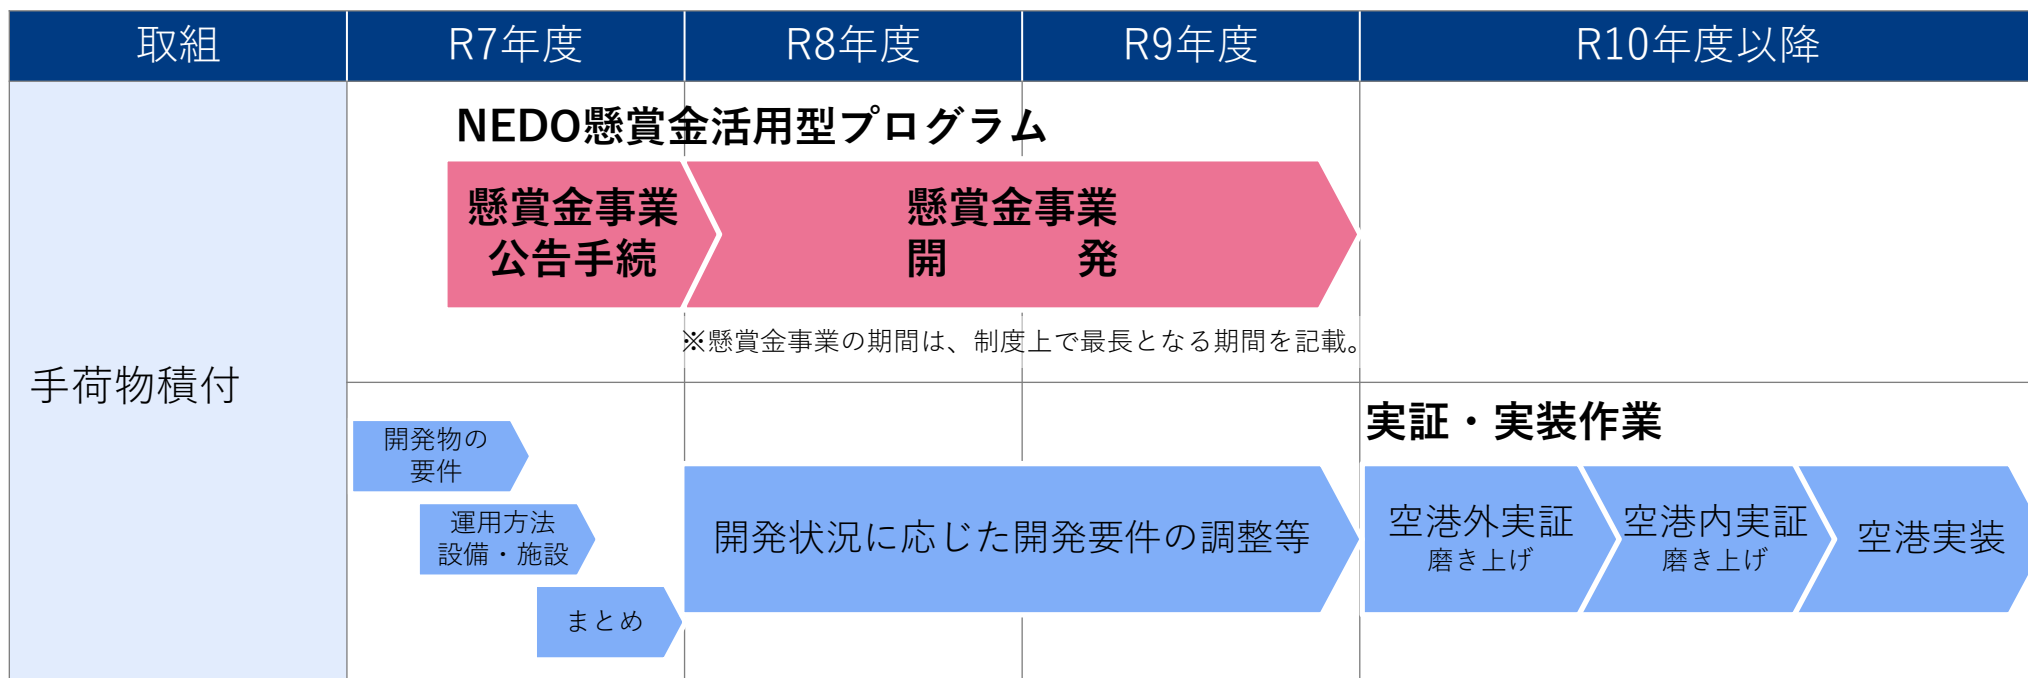 取組
R7年度
R8年度
R9年度
R10年度以降
手荷物積付
NEDO懸賞金活用型プログラム
懸賞金事業
公告手続
懸賞金事業
開　　　発
※懸賞金事業の期間は、制度上で最長となる期間を記載。
開発物の
要件
運用方法
設備・施設
まとめ
開発状況に応じた開発要件の調整等
実証・実装作業
空港外実証
磨き上げ
空港内実証
磨き上げ
空港実装